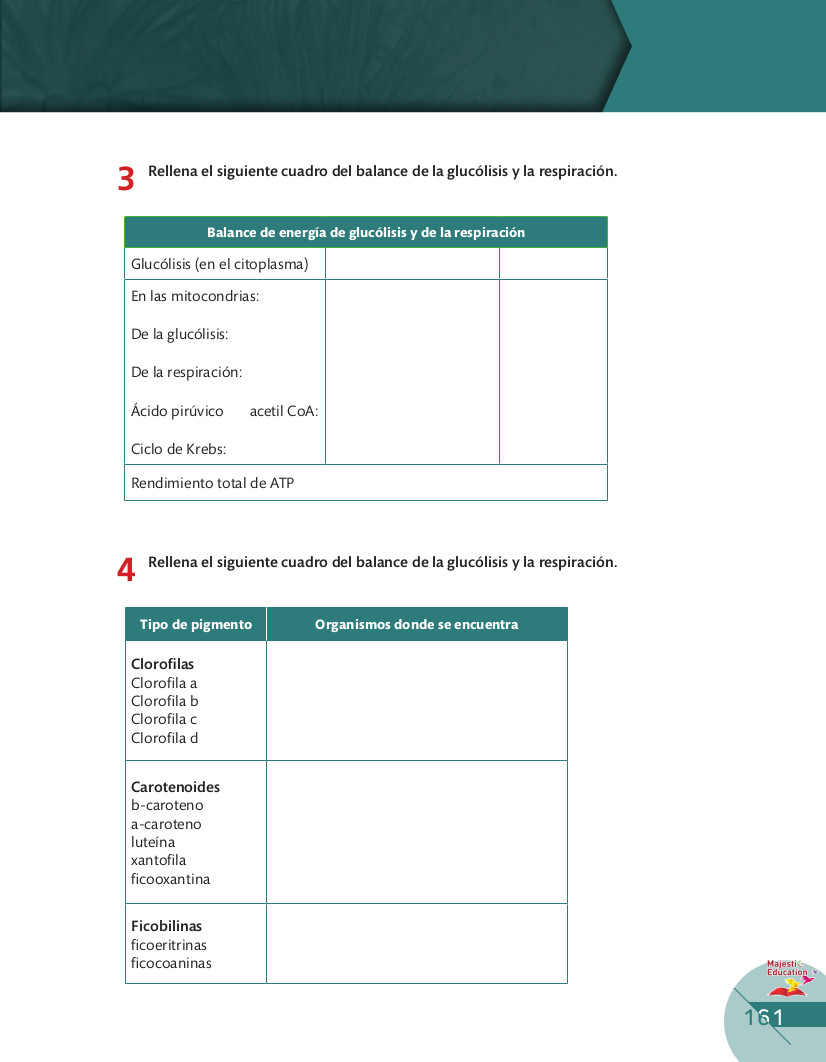 3 Rellena el siguiente cuadro del balance de la glucólisis y la respiración.
Balance de energía de glucólisis y de la respiración
Glucólisis (en el citoplasma)
En las mitocondrias:
De la glucólisis:
De la respiración:
Ácido pirúvico acetil CoA:
Ciclo de Krebs:
Rendimiento total de ATP
4 Rellena el siguiente cuadro del balance de la glucólisis y la respiración.
Tipo de pigmento Organismos donde se encuentra
Clorofilas
Clorofila a
Clorofila b
Clorofila c
Clorofila d
Carotenoides
b-caroteno
a-caroteno
luteína
xantofila
ficooxantina
Ficobilinas
ficoeritrinas
ficocoaninas
Majestic
Education
161